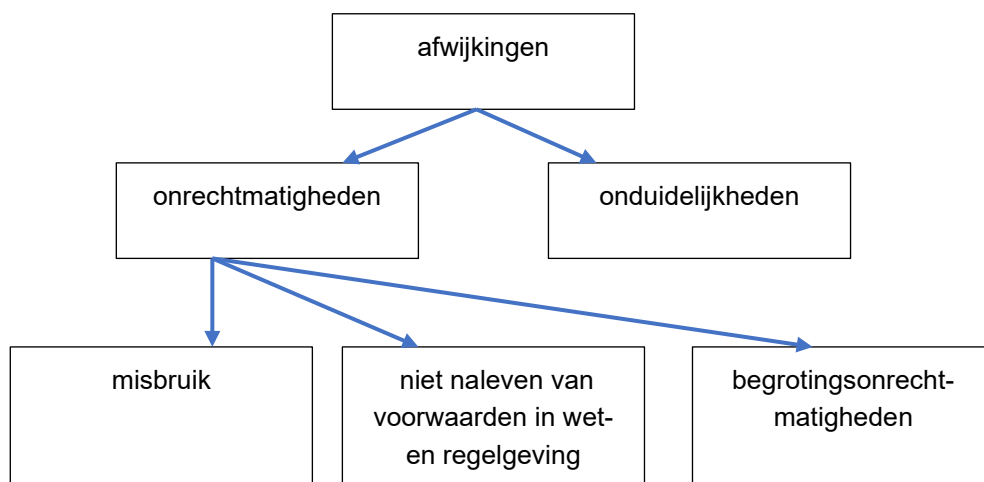 afwijkingen
onrechtmatigheden
onduidelijkheden
misbruik
niet naleven van
voorwaarden in wet-
en regelgeving
begrotingsonrecht-
matigheden